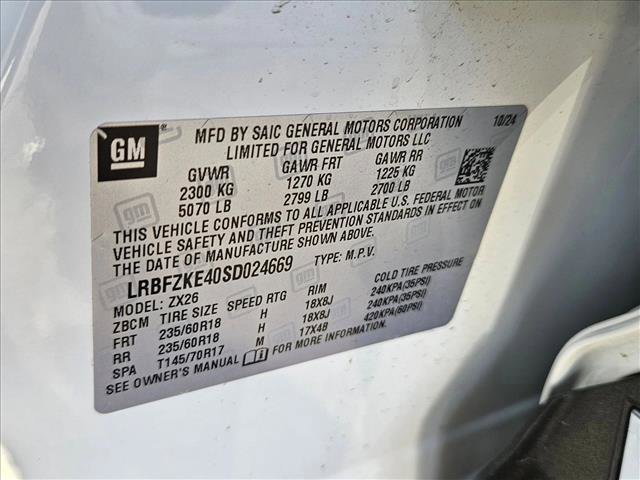 GM
MFD BY SAIC GENERAL MOTORS CORPORATION 10/24
LIMITED FOR GENERAL MOTORS LLC
GVWR GAWR FRT GAWR RR
2300 KG 1270 KG 1225 KG
5070 LB 2799 LB 2700 LB
THIS VEHICLE CONFORMS TO ALL APPLICABLE U.S. FEDERAL MOTOR
VEHICLE SAFETY AND THEFT PREVENTION STANDARDS IN EFFECT ON
THE DATE OF MANUFACTURE SHOWN ABOVE.
LRBFZKE40SD024669 TYPE: M.P.V.
MODEL: ZX26
ZBCM TIRE SIZE SPEED RTG RIM COLD TIRE PRESSURE
FRT 235/60R18 H 18X8J 240KPA(35PSI)
RR 235/60R18 H 18X8J 240KPA(35PSI)
SPA T145/70R17 M 17X4B 420KPA(60PSI)
SEE OWNER'S MANUAL FOR MORE INFORMATION.